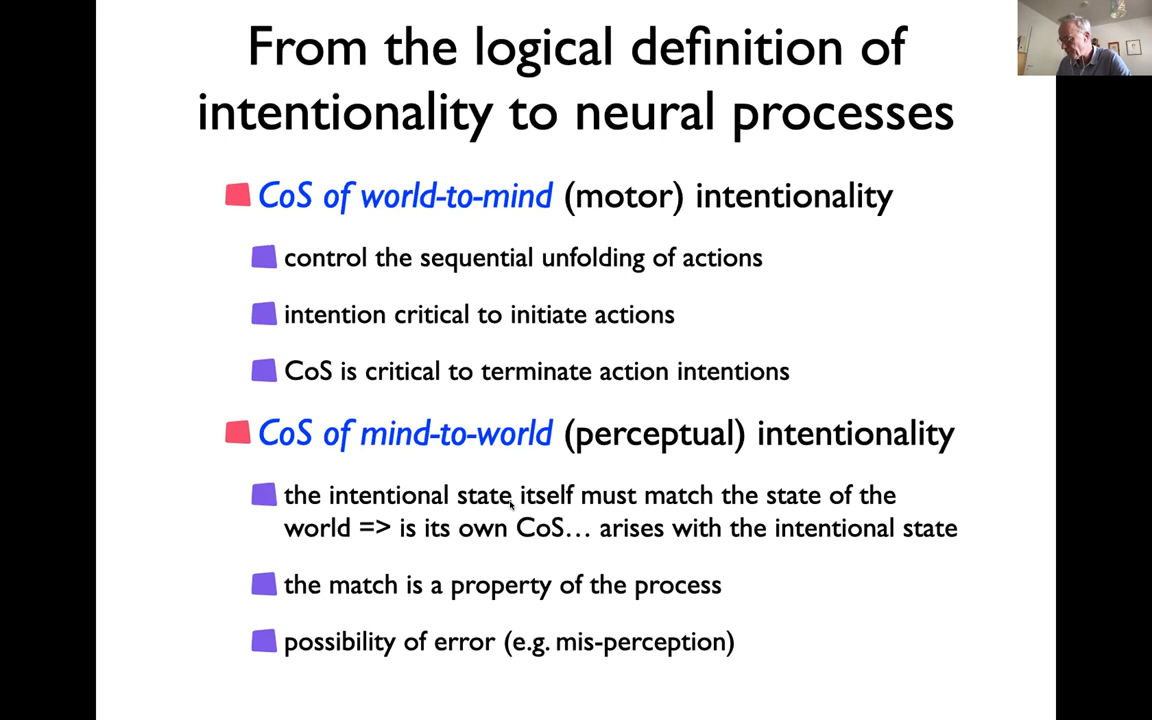 From the logical definition of
intentionality to neural processes
CoS of world-to-mind (motor) intentionality
control the sequential unfolding of actions
intention critical to initiate actions
CoS is critical to terminate action intentions
CoS of mind-to-world (perceptual) intentionality
the intentional state itself must match the state of the
world => is its own CoS... arises with the intentional state
the match is a property of the process
possibility of error (e.g. mis-perception)